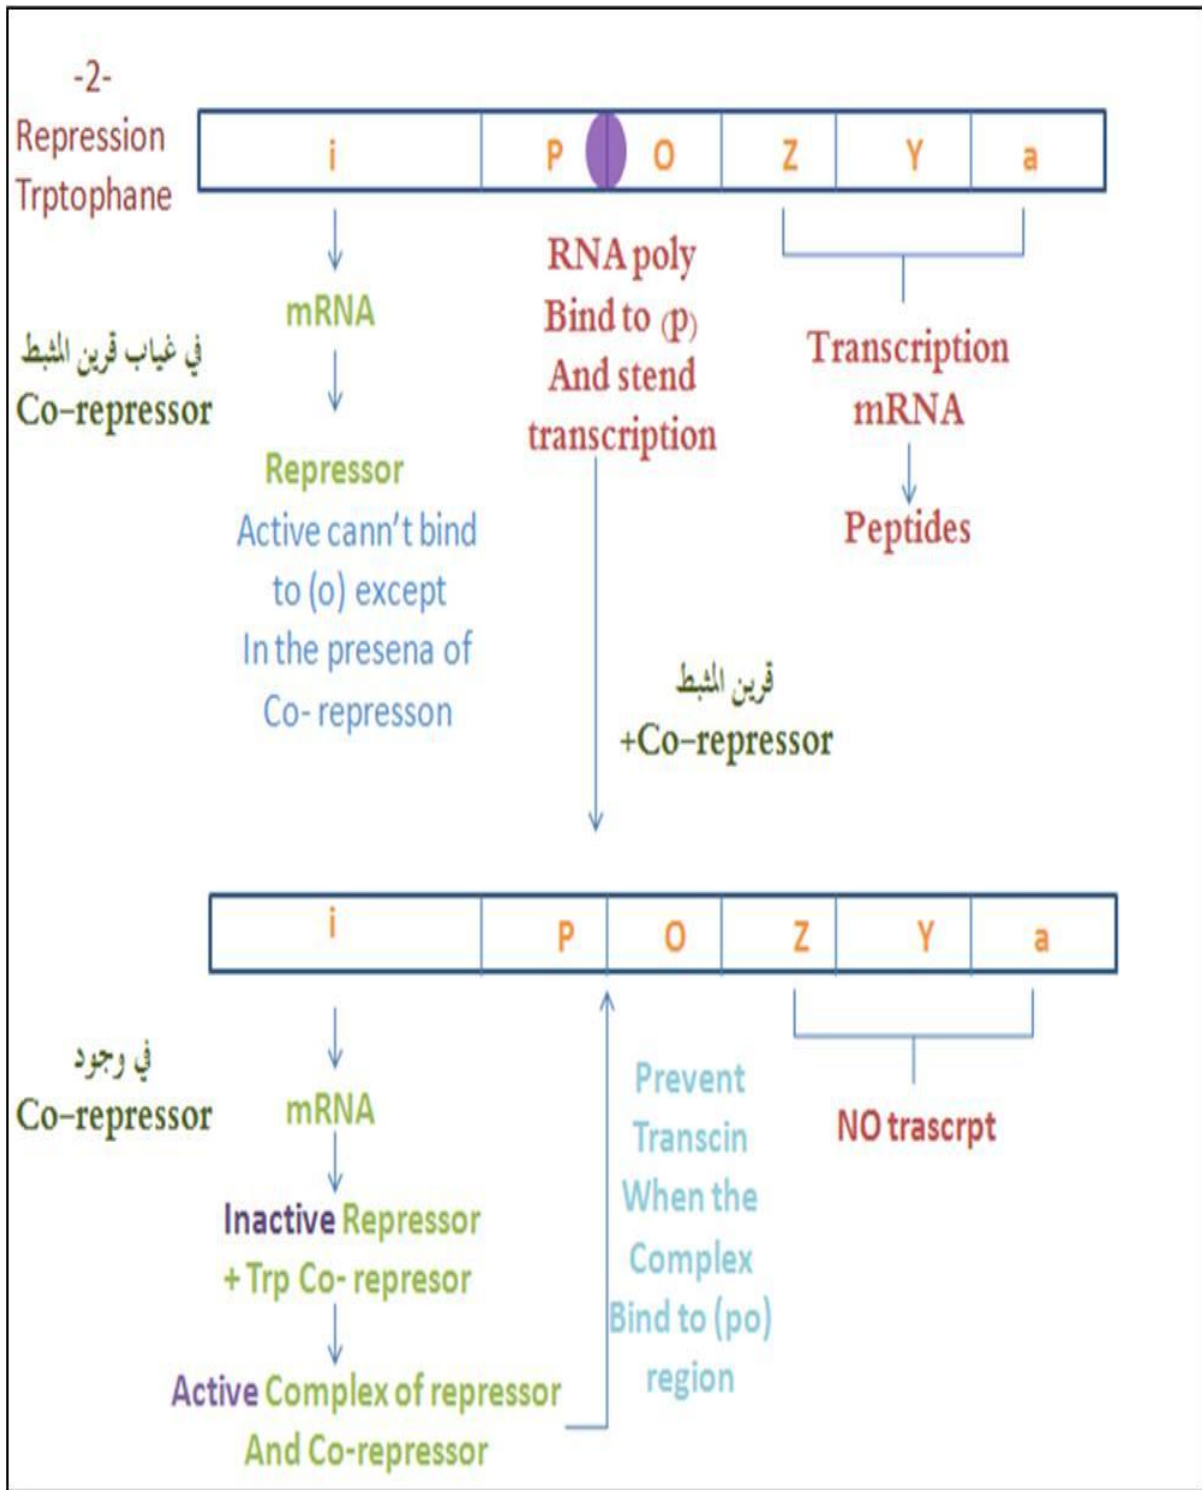 -2-
Repression
Trptophane
i P O Z Y a
mRNA
في غياب قرين المثبط
Co-repressor
Repressor
Active cann't bind
to (o) except
In the presena of
Co- represson
RNA poly
Bind to (p)
And stend
transcription
Transcription
mRNA
Peptides
قرين المثبط
+Co-repressor
i P O Z Y a
في وجود
Co-repressor
mRNA
Inactive Repressor
+ Trp Co- represor
Active Complex of repressor
And Co-repressor
Prevent
Transcin
When the
Complex
Bind to (po)
region
NO trascrpt